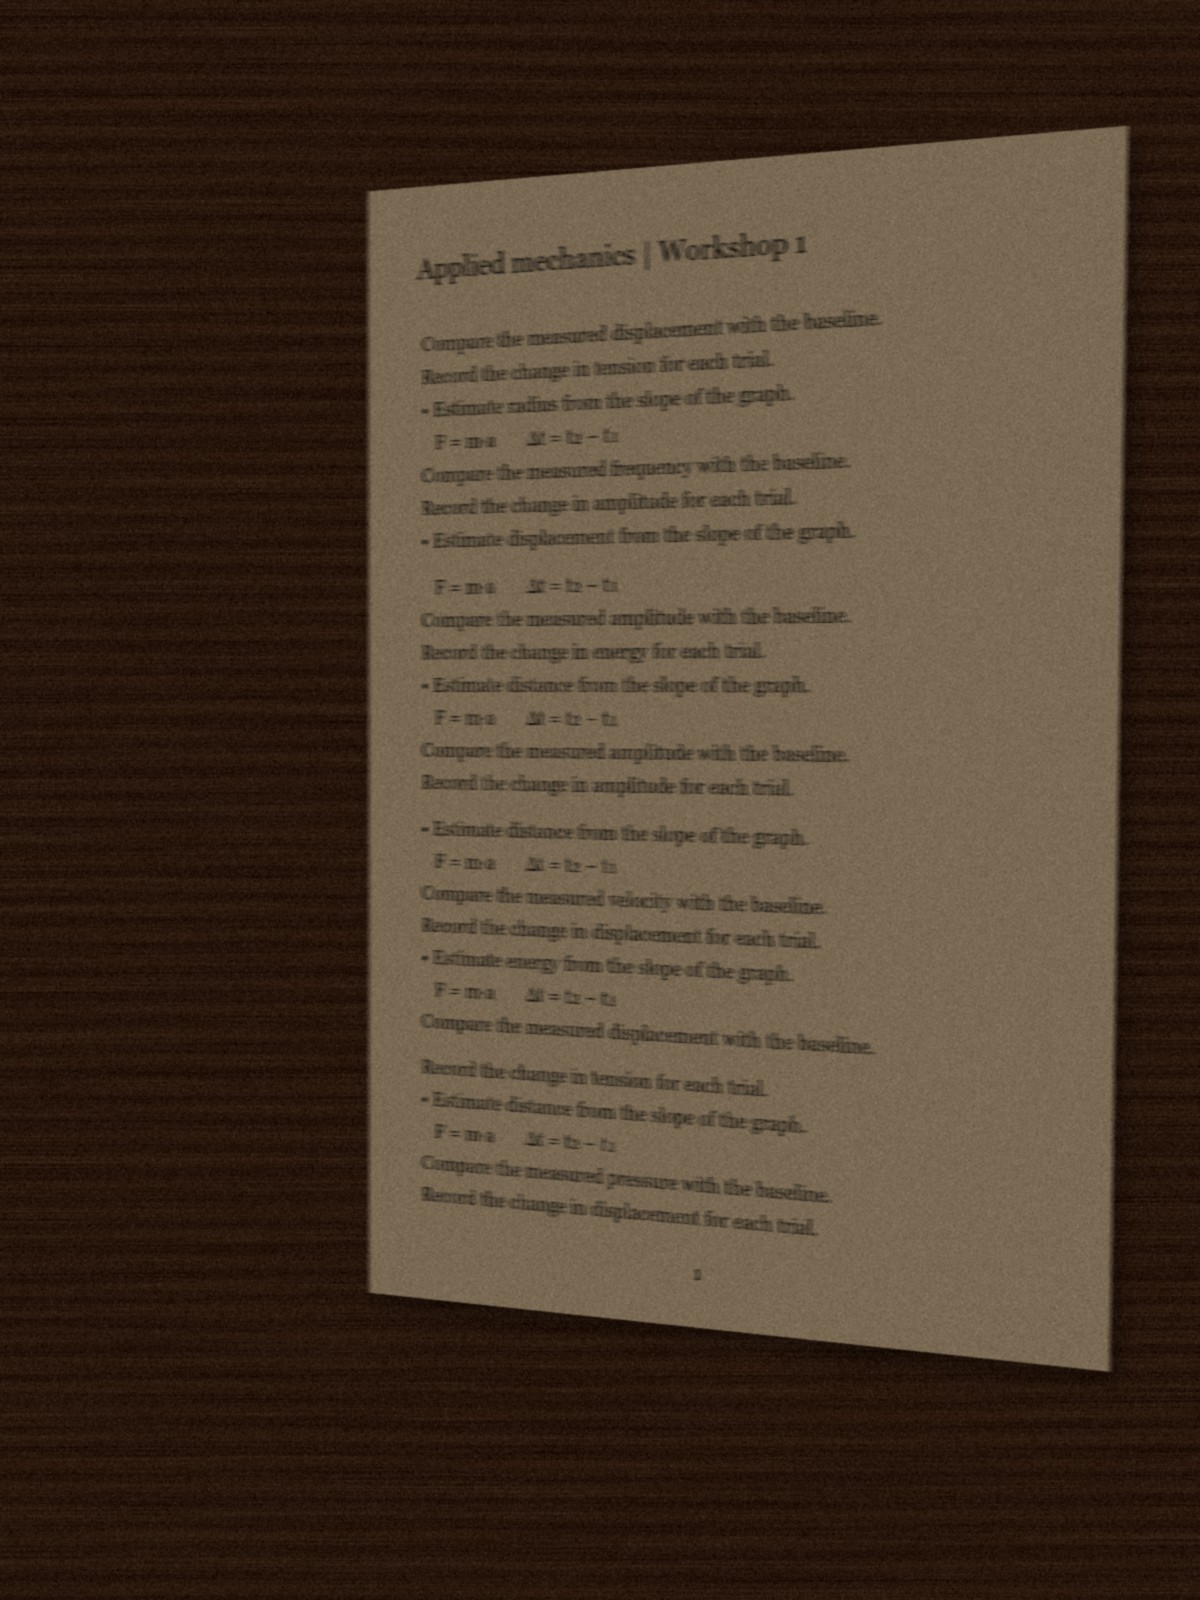 Applied mechanics | Workshop 1
Compare the measured displacement with the baseline.
Record the change in tension for each trial.
- Estimate radius from the slope of the graph.
F = m·a Δt = t₂ − t₁
Compare the measured frequency with the baseline.
Record the change in amplitude for each trial.
- Estimate displacement from the slope of the graph.
F = m·a Δt = t₂ − t₁
Compare the measured amplitude with the baseline.
Record the change in energy for each trial.
- Estimate distance from the slope of the graph.
F = m·a Δt = t₂ − t₁
Compare the measured amplitude with the baseline.
Record the change in amplitude for each trial.
- Estimate distance from the slope of the graph.
F = m·a Δt = t₂ − t₁
Compare the measured velocity with the baseline.
Record the change in displacement for each trial.
- Estimate energy from the slope of the graph.
F = m·a Δt = t₂ − t₁
Compare the measured displacement with the baseline.
Record the change in tension for each trial.
- Estimate distance from the slope of the graph.
F = m·a Δt = t₂ − t₁
Compare the measured pressure with the baseline.
Record the change in displacement for each trial.